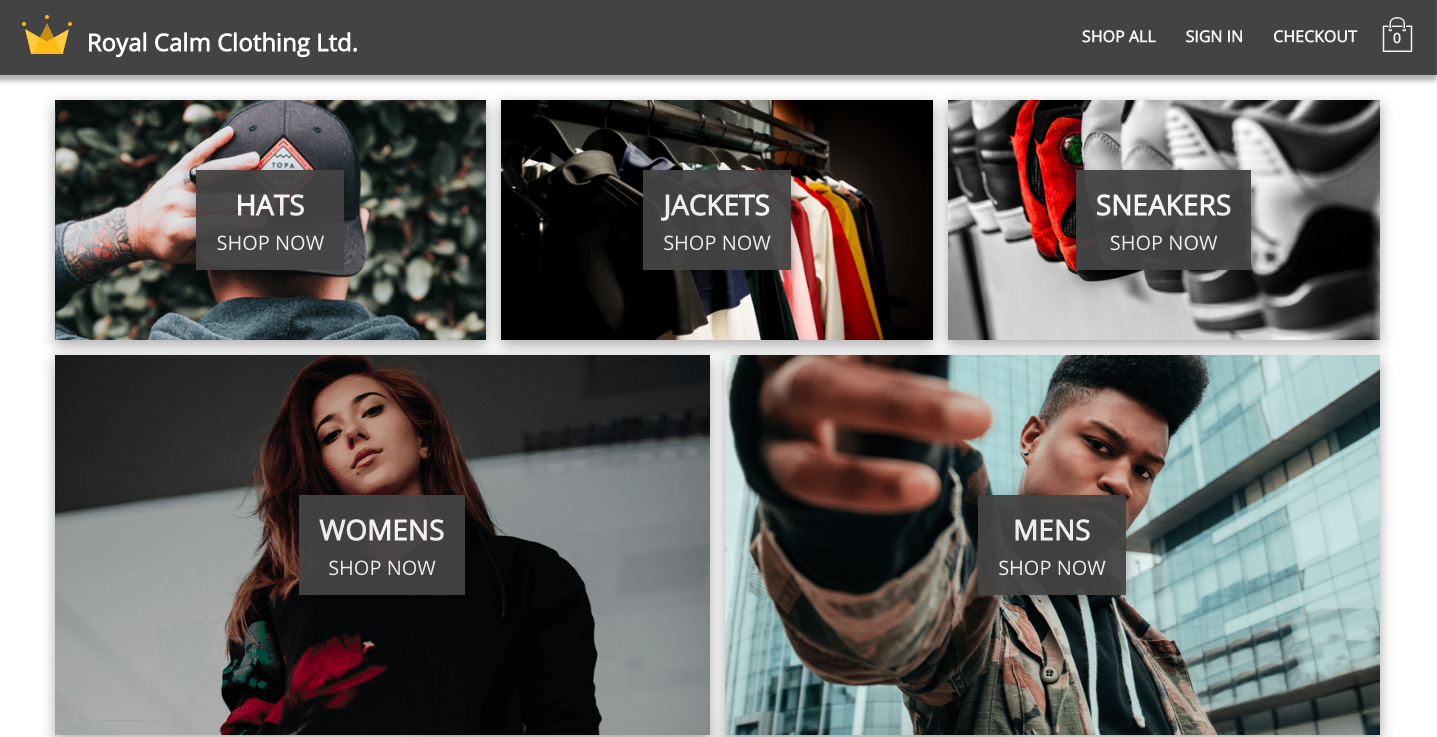 Royal Calm Clothing Ltd.
SHOP ALL
SIGN IN
CHECKOUT
0
TOPA
HATS
SHOP NOW
JACKETS
SHOP NOW
SNEAKERS
SHOP NOW
WOMENS
SHOP NOW
MENS
SHOP NOW